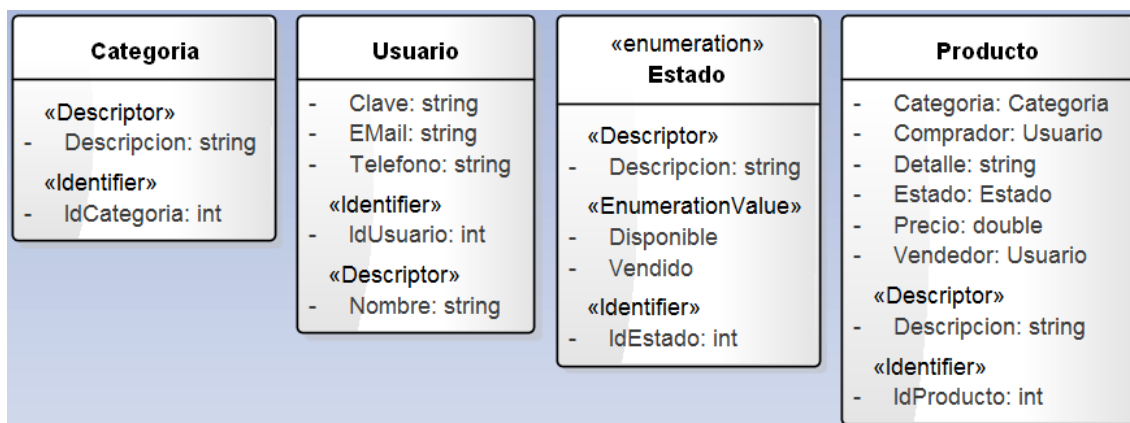 Categoria
«Descriptor»
- Descripcion: string
«Identifier»
- IdCategoria: int
Usuario
- Clave: string
- EMail: string
- Telefono: string
«Identifier»
- IdUsuario: int
«Descriptor»
- Nombre: string
«enumeration»
Estado
«Descriptor»
- Descripcion: string
«EnumerationValue»
- Disponible
- Vendido
«Identifier»
- IdEstado: int
Producto
- Categoria: Categoria
- Comprador: Usuario
- Detalle: string
- Estado: Estado
- Precio: double
- Vendedor: Usuario
«Descriptor»
- Descripcion: string
«Identifier»
- IdProducto: int